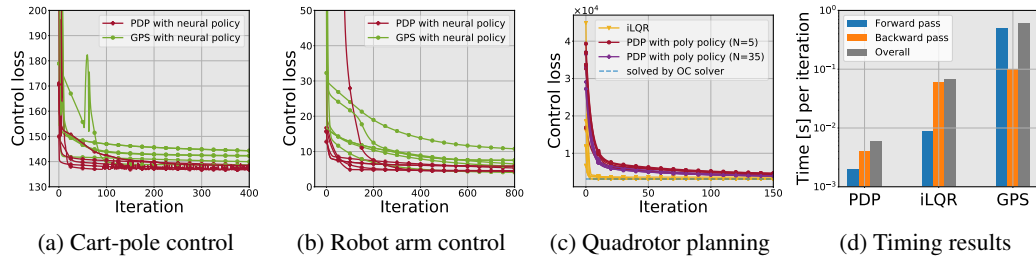 200
190
180
170
160
150
140
130
Control loss
PDP with neural policy
GPS with neural policy
0 100 200 300 400
Iteration
(a) Cart-pole control
50
40
30
20
10
0
Control loss
PDP with neural policy
GPS with neural policy
0 200 400 600 800
Iteration
(b) Robot arm control
×10⁴
4
3
2
1
0
Control loss
iLQR
PDP with poly policy (N=5)
PDP with poly policy (N=35)
solved by OC solver
0 50 100 150
Iteration
(c) Quadrotor planning
Time [s] per iteration
10⁻¹
10⁻²
10⁻³
Forward pass
Backward pass
Overall
PDP iLQR GPS
(d) Timing results